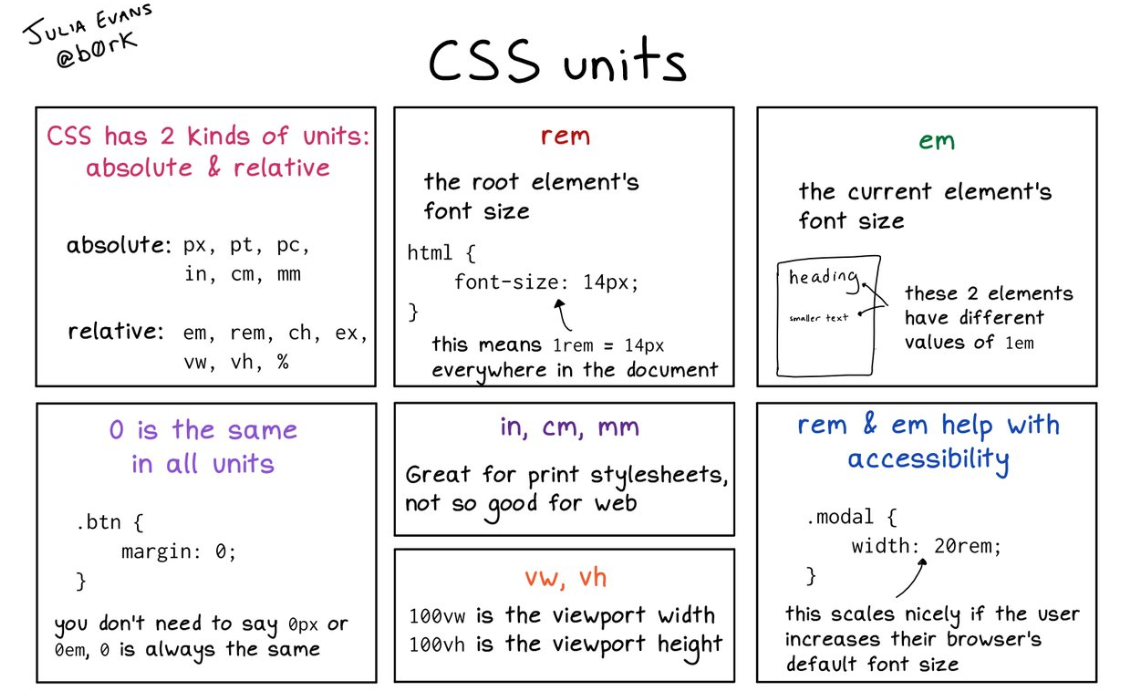 JULIA EVANS
@b0rk
CSS units
CSS has 2 kinds of units:
absolute & relative
absolute: px, pt, pc,
in, cm, mm
relative: em, rem, ch, ex,
vw, vh, %
rem
the root element's
font size
html {
font-size: 14px;
}
this means 1rem = 14px
everywhere in the document
em
the current element's
font size
heading
smaller text
these 2 elements
have different
values of 1em
0 is the same
in all units
.btn {
margin: 0;
}
you don't need to say 0px or
0em, 0 is always the same
in, cm, mm
Great for print stylesheets,
not so good for web
vw, vh
100vw is the viewport width
100vh is the viewport height
rem & em help with
accessibility
.modal {
width: 20rem;
}
this scales nicely if the user
increases their browser's
default font size